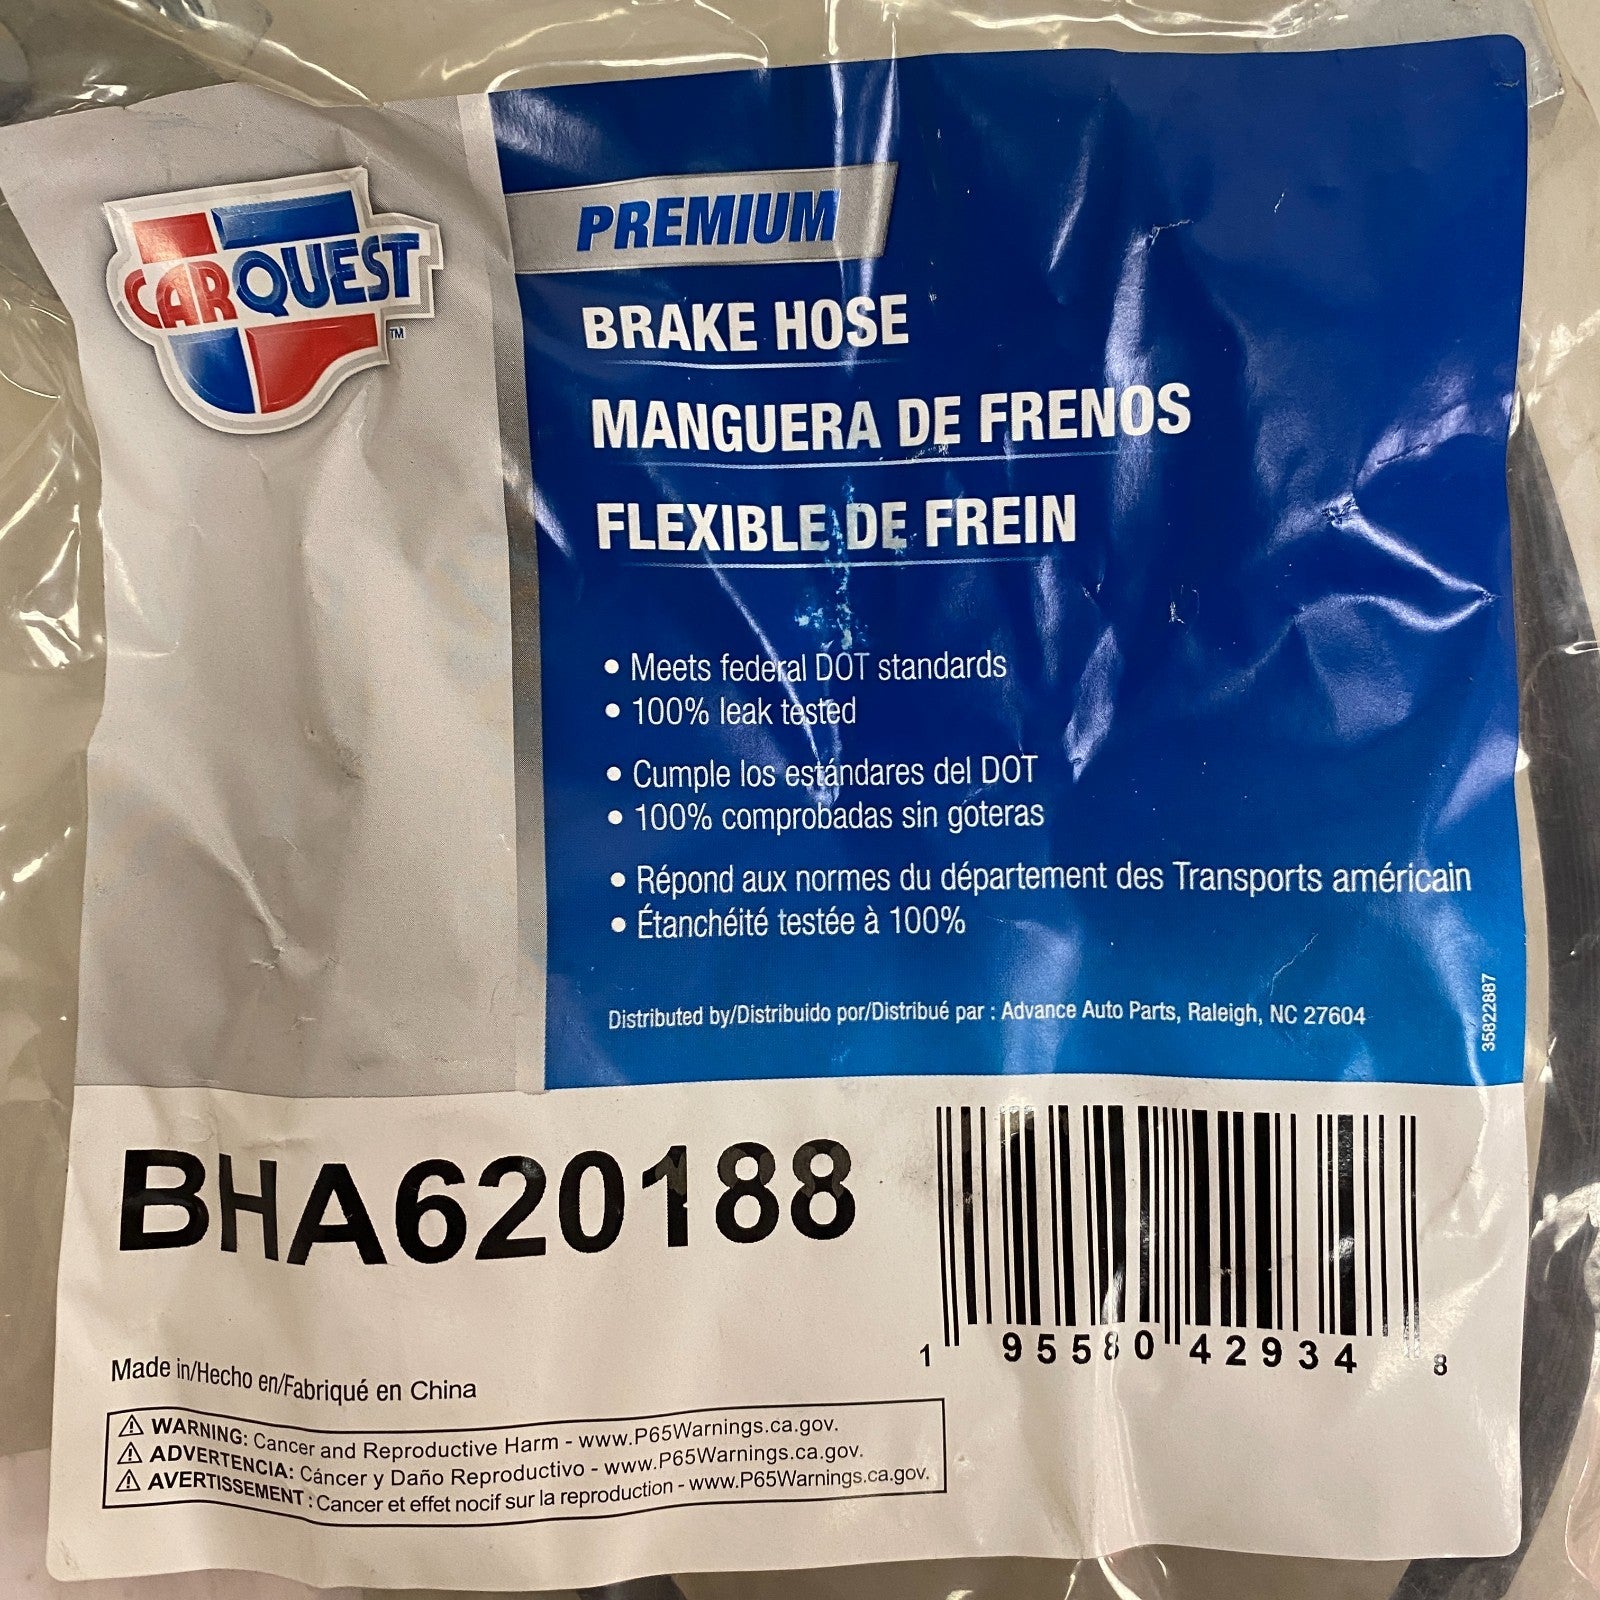 CARQUEST
TM
PREMIUM
BRAKE HOSE
MANGUERA DE FRENOS
FLEXIBLE DE FREIN
• Meets federal DOT standards
• 100% leak tested
• Cumple los estándares del DOT
• 100% comprobadas sin goteras
• Répond aux normes du département des Transports américain
• Étanchéité testée à 100%
Distributed by/Distribuido por/Distribué par : Advance Auto Parts, Raleigh, NC 27604
35822887
BHA620188
1 95580 42934 8
Made in/Hecho en/Fabriqué en China
⚠ WARNING: Cancer and Reproductive Harm - www.P65Warnings.ca.gov.
⚠ ADVERTENCIA: Cáncer y Daño Reproductivo - www.P65Warnings.ca.gov.
⚠ AVERTISSEMENT : Cancer et effet nocif sur la reproduction - www.P65Warnings.ca.gov.